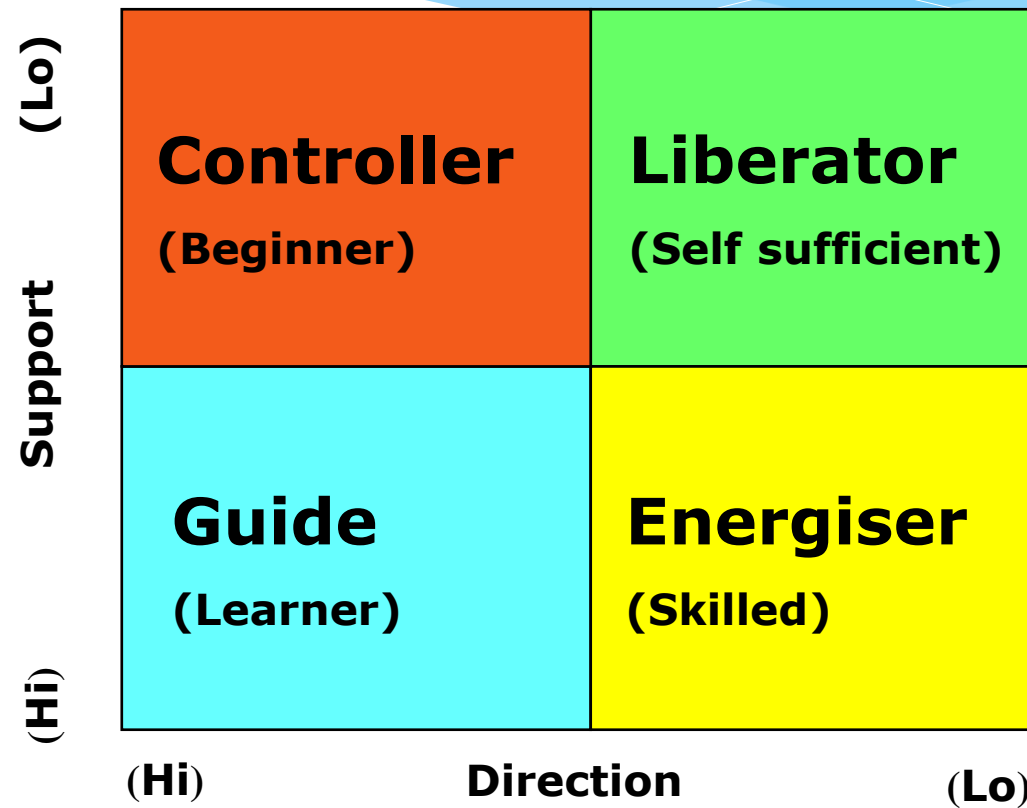 (Lo)
Support
(Hi)
Controller
(Beginner)
Liberator
(Self sufficient)
Guide
(Learner)
Energiser
(Skilled)
(Hi)
Direction
(Lo)